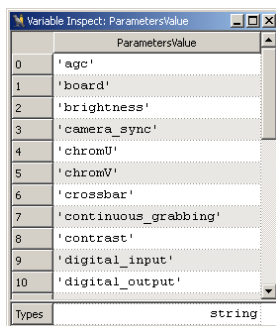 Variable Inspect: ParametersValue
ParametersValue
0 'agc'
1 'board'
2 'brightness'
3 'camera_sync'
4 'chromU'
5 'chromV'
6 'crossbar'
7 'continuous_grabbing'
8 'contrast'
9 'digital_input'
10 'digital_output'
Types string